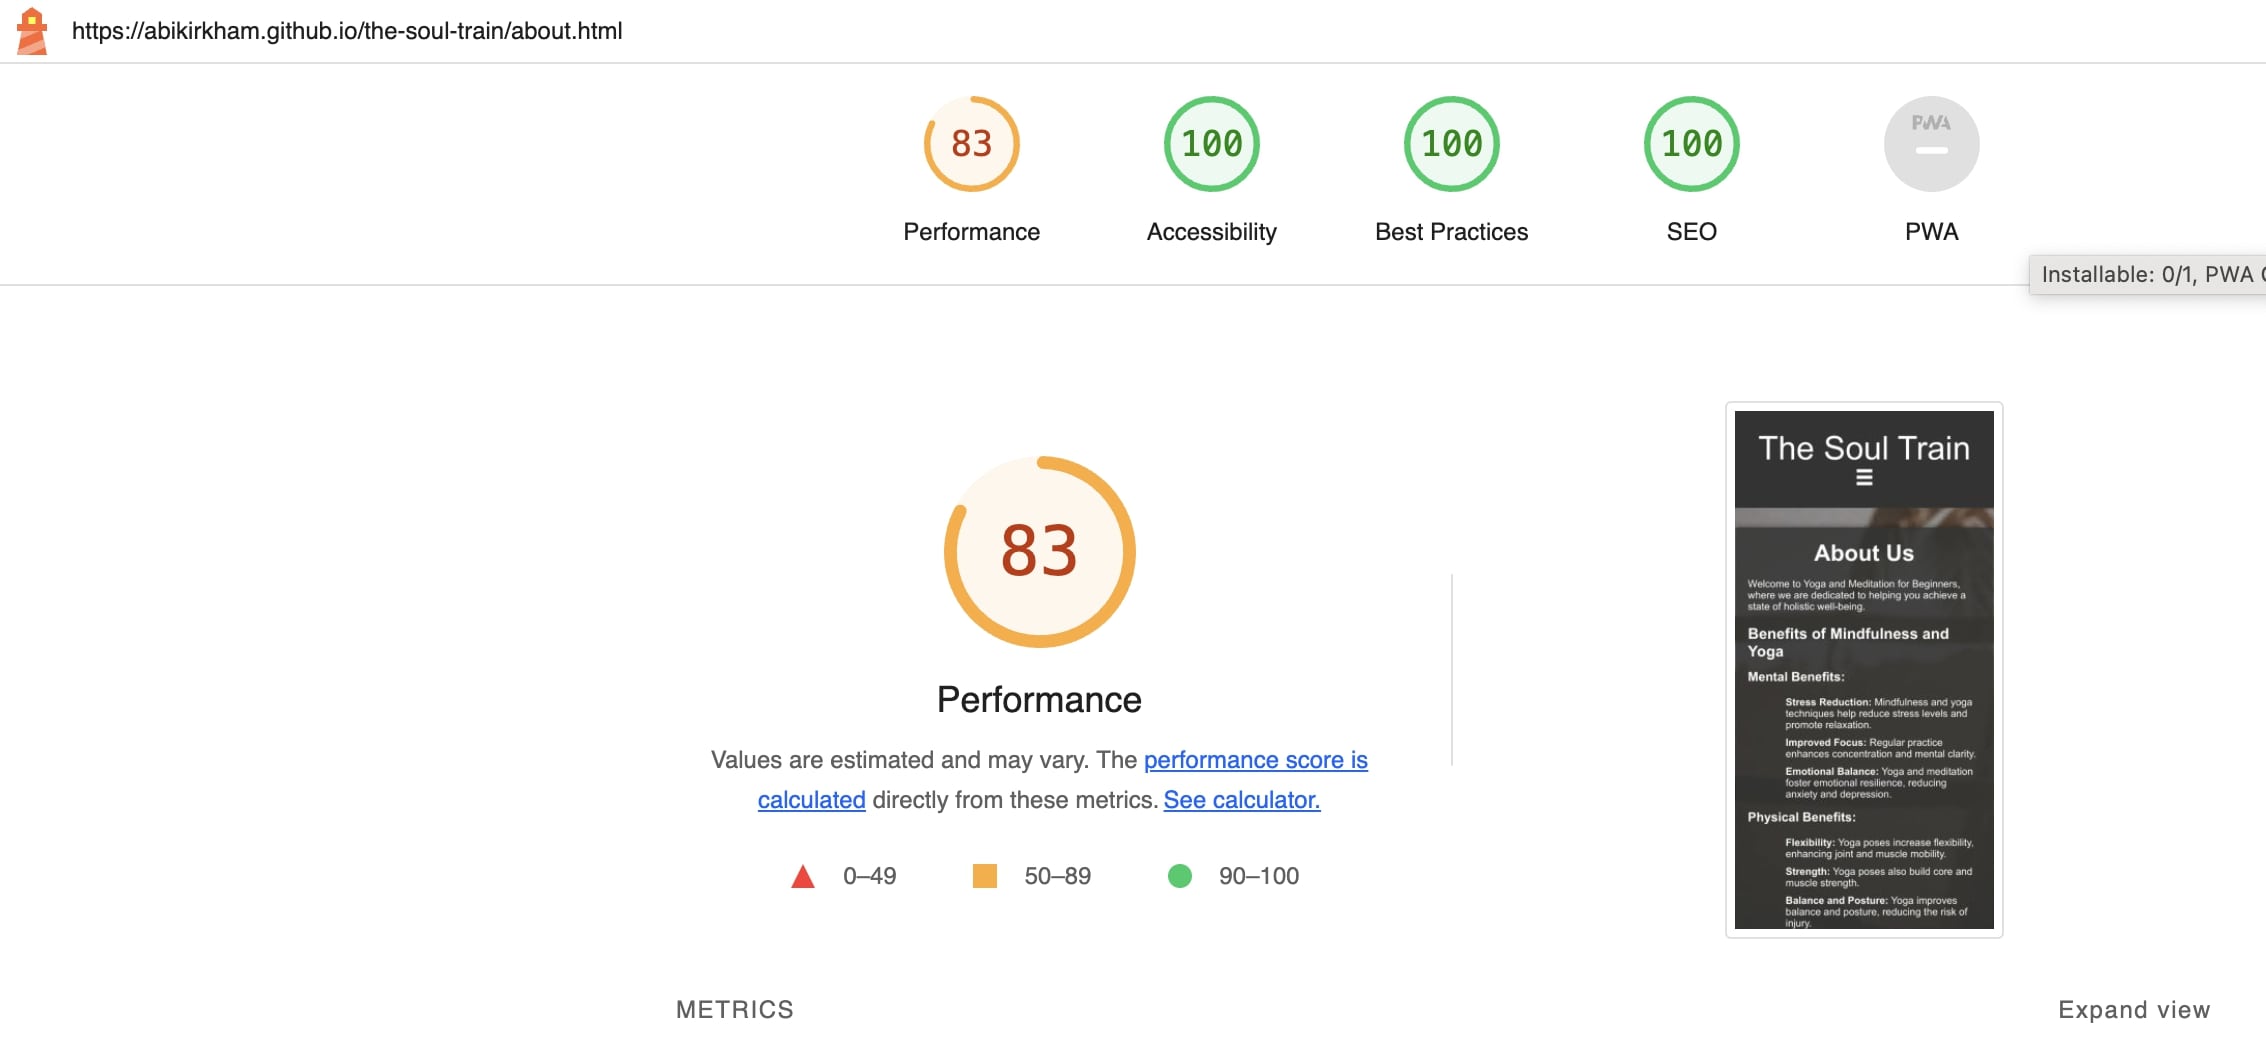 https://abikirkham.github.io/the-soul-train/about.html
83
100
100
100
PWA
Performance
Accessibility
Best Practices
SEO
PWA
Installable: 0/1, PWA
83
Performance
Values are estimated and may vary. The performance score is
calculated directly from these metrics. See calculator.
0–49
50–89
90–100
The Soul Train
About Us
Welcome to Yoga and Meditation for Beginners,
where we are dedicated to helping you achieve a
state of holistic well-being.
Benefits of Mindfulness and
Yoga
Mental Benefits:
Stress Reduction: Mindfulness and yoga
techniques help reduce stress levels and
promote relaxation.
Improved Focus: Regular practice
enhances concentration and mental clarity.
Emotional Balance: Yoga and meditation
foster emotional resilience, reducing
anxiety and depression.
Physical Benefits:
Flexibility: Yoga poses increase flexibility,
enhancing joint and muscle mobility.
Strength: Yoga poses also build core and
muscle strength.
Balance and Posture: Yoga improves
balance and posture, reducing the risk of
injury.
METRICS
Expand view